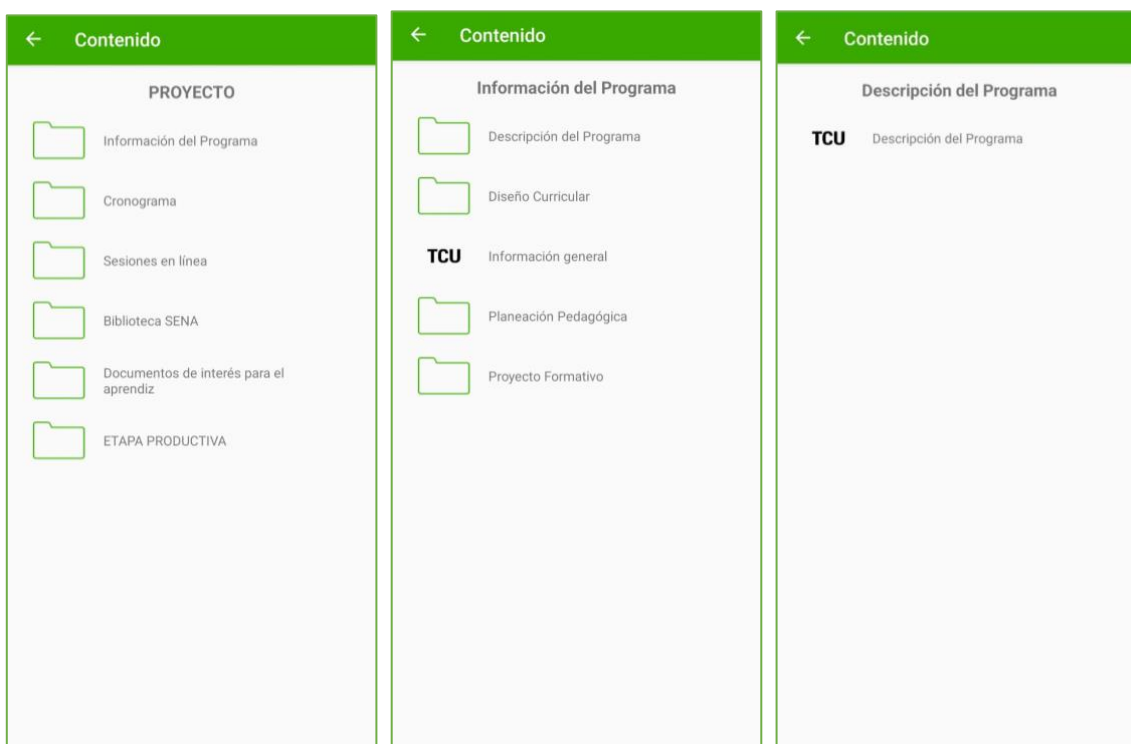 Contenido
PROYECTO
Información del Programa
Cronograma
Sesiones en línea
Biblioteca SENA
Documentos de interés para el
aprendiz
ETAPA PRODUCTIVA
Contenido
Información del Programa
Descripción del Programa
Diseño Curricular
TCU Información general
Planeación Pedagógica
Proyecto Formativo
Contenido
Descripción del Programa
TCU Descripción del Programa